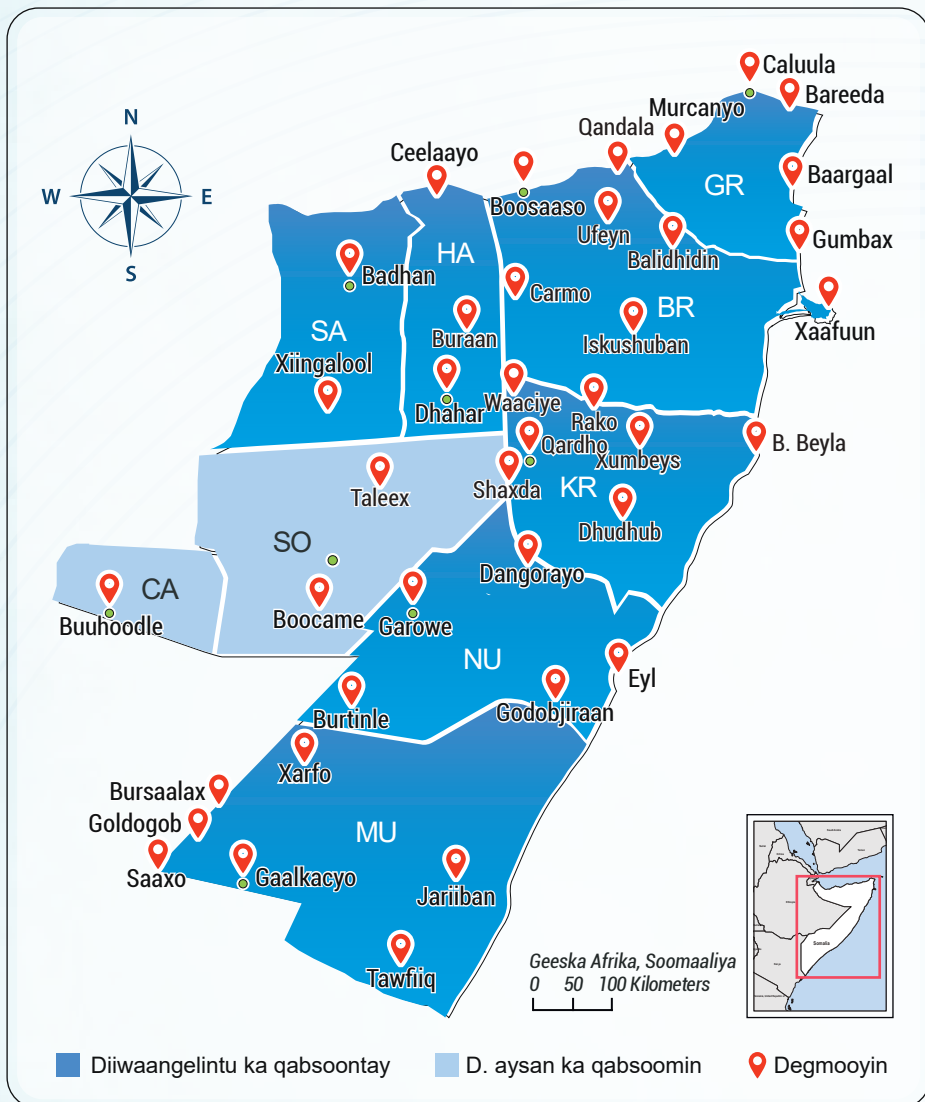 Caluula
Bareeda
Murcanyo
Qandala
N
Ceelaayo
Baargaal
GR
W
E
Boosaaso
Ufeyn
Gumbax
S
HA
Balidhidin
Badhan
Carmo
BR
Xaafuun
SA
Buraan
Iskushuban
Xiingalool
Dhahar
Waaciye
Rako
Qardho
B. Beyla
Xumbeys
Taleex
Shaxda
KR
Dhudhub
SO
Dangorayo
CA
Buuhoodle
Boocame
Garowe
NU
Eyl
Burtinle
Godobjiraan
Xarfo
Bursaalax
Goldogob
MU
Saaxo
Gaalkacyo
Jariiban
Somalia
Geeska Afrika, Soomaaliya
0 50 100 Kilometers
Tawfiiq
Diiwaangelintu ka qabsoontay
D. aysan ka qabsoomin
Degmooyin